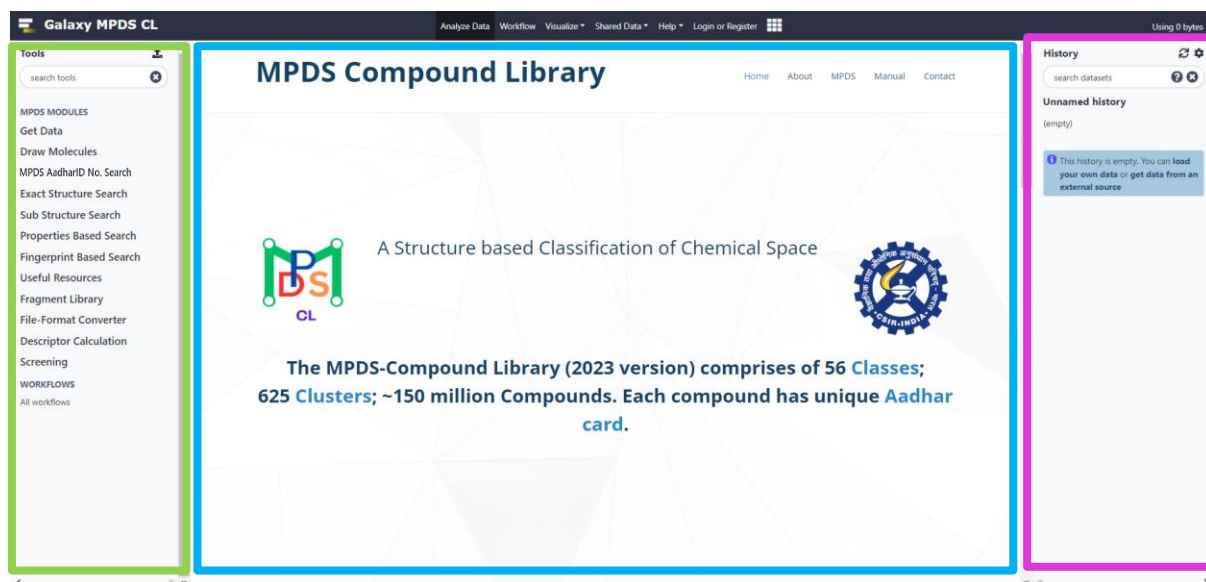 Galaxy MPDS CL
Analyze Data Workflow Visualize Shared Data Help Login or Register
Using 0 bytes
Tools
search tools
MPDS MODULES
Get Data
Draw Molecules
MPDS AadharID No. Search
Exact Structure Search
Sub Structure Search
Properties Based Search
Fingerprint Based Search
Useful Resources
Fragment Library
File-Format Converter
Descriptor Calculation
Screening
WORKFLOWS
All workflows
MPDS Compound Library
Home About MPDS Manual Contact
A Structure based Classification of Chemical Space
MPDS
CL
CSIR-INDIA
The MPDS-Compound Library (2023 version) comprises of 56 Classes;
625 Clusters; ~150 million Compounds. Each compound has unique Aadhar
card.
History
search datasets
Unnamed history
(empty)
This history is empty. You can load
your own data or get data from an
external source